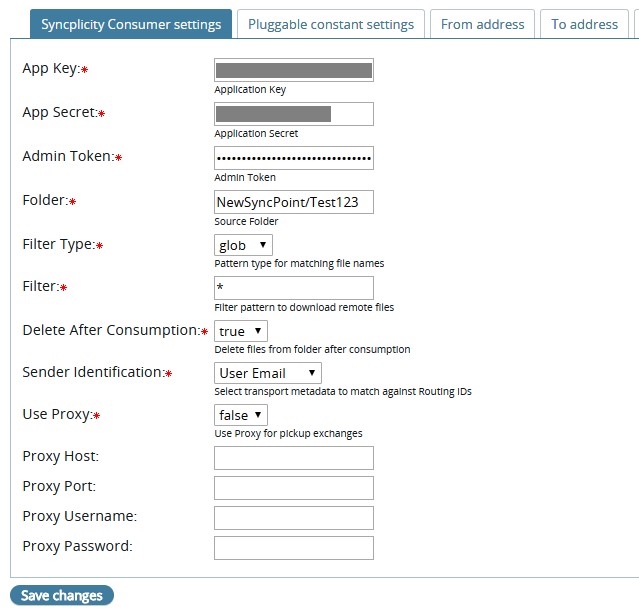 Syncplicity Consumer settings
Pluggable constant settings
From address
To address
App Key:*
Application Key
App Secret:*
Application Secret
Admin Token:* ••••••••••••••••••••••••••••••
Admin Token
Folder:* NewSyncPoint/Test123
Source Folder
Filter Type:* glob
Pattern type for matching file names
Filter:* *
Filter pattern to download remote files
Delete After Consumption:* true
Delete files from folder after consumption
Sender Identification:* User Email
Select transport metadata to match against Routing IDs
Use Proxy:* false
Use Proxy for pickup exchanges
Proxy Host:
Proxy Port:
Proxy Username:
Proxy Password:
Save changes